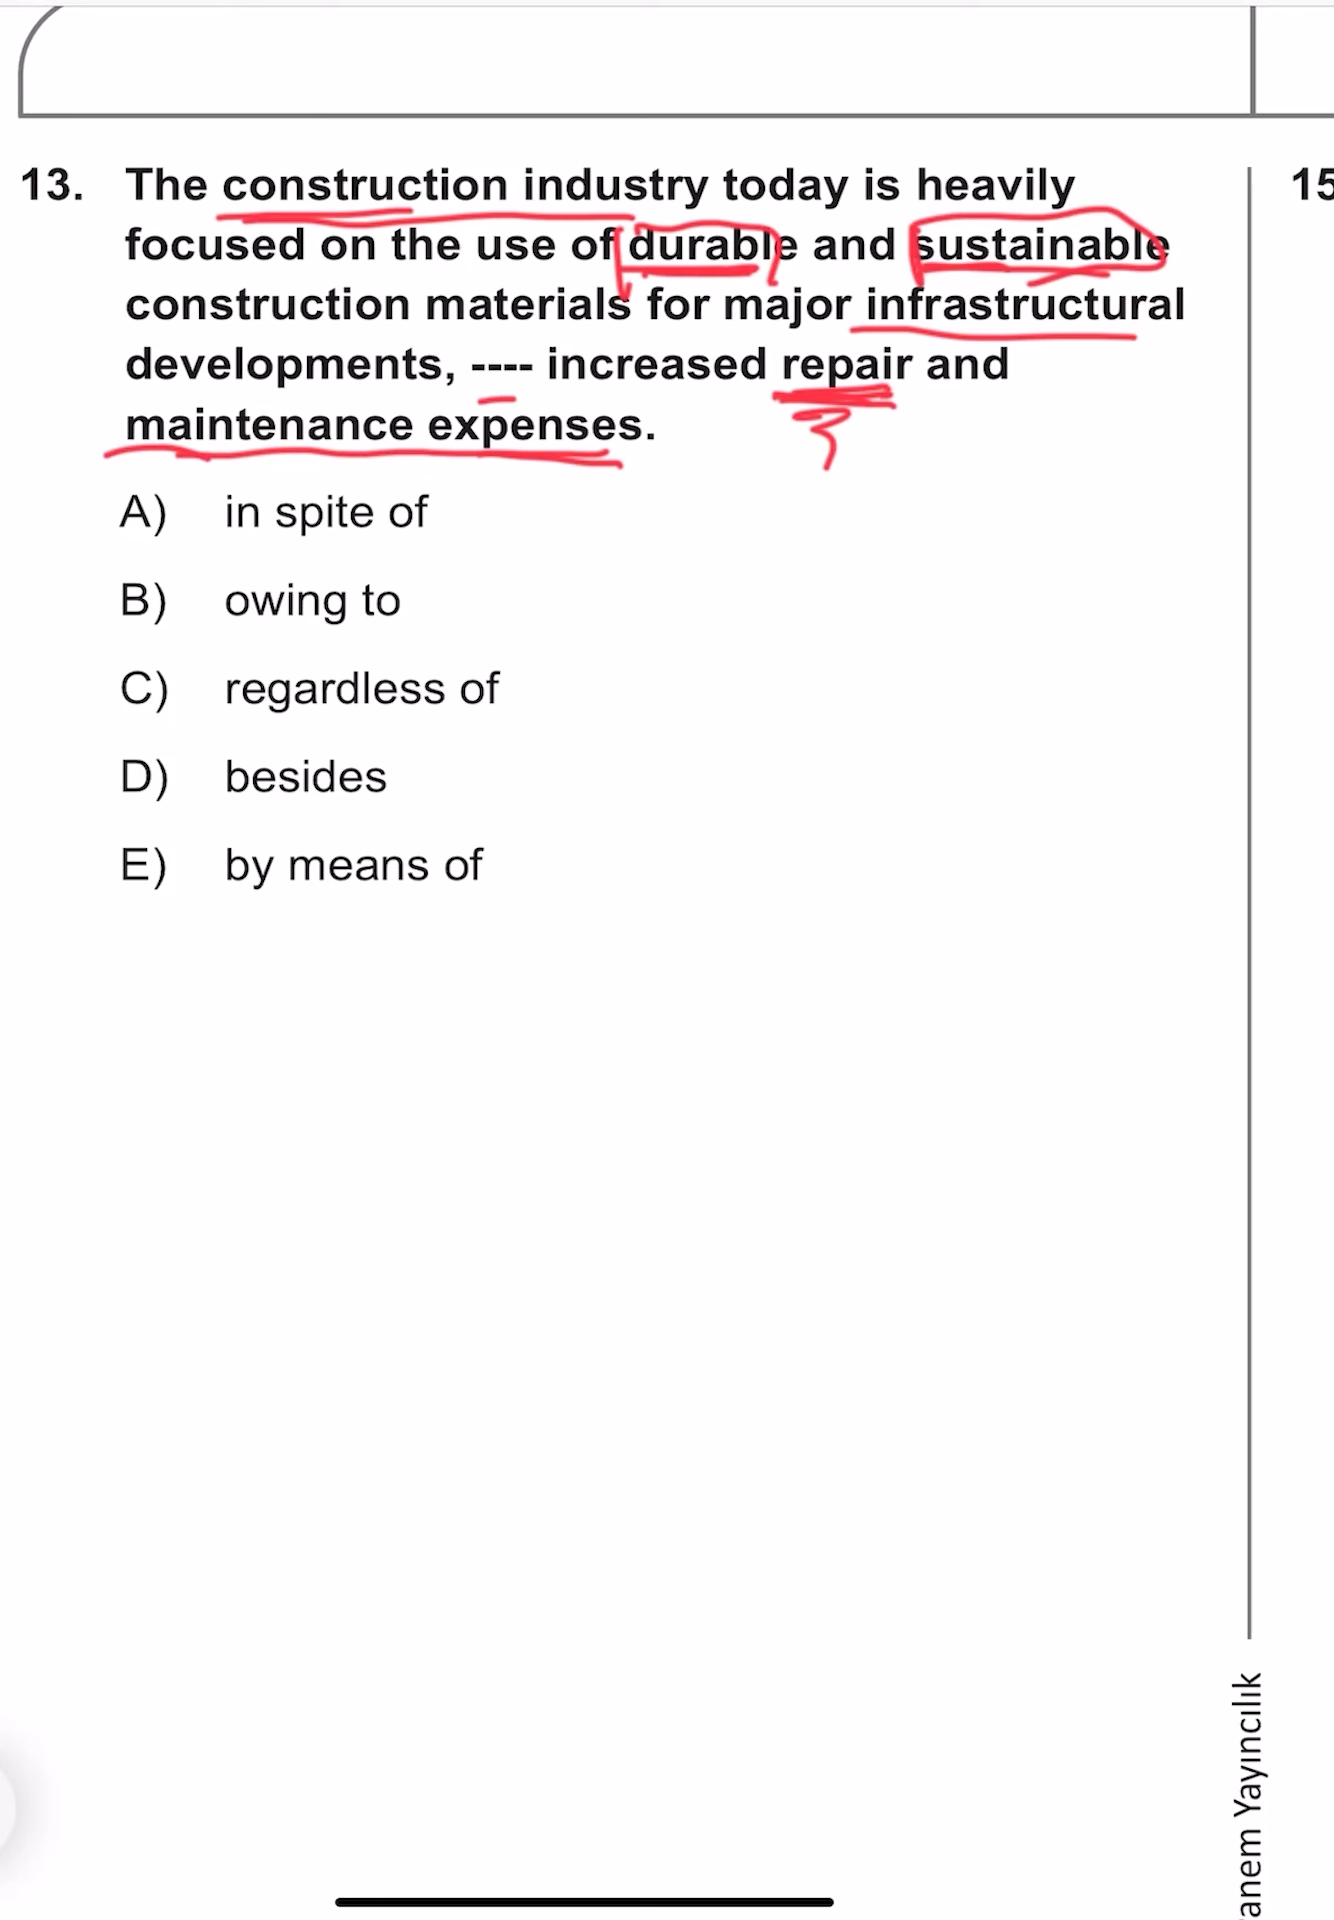 13. The construction industry today is heavily
focused on the use of durable and sustainable
construction materials for major infrastructural
developments, ---- increased repair and
maintenance expenses.
A) in spite of
B) owing to
C) regardless of
D) besides
E) by means of
15
anem Yayıncılık